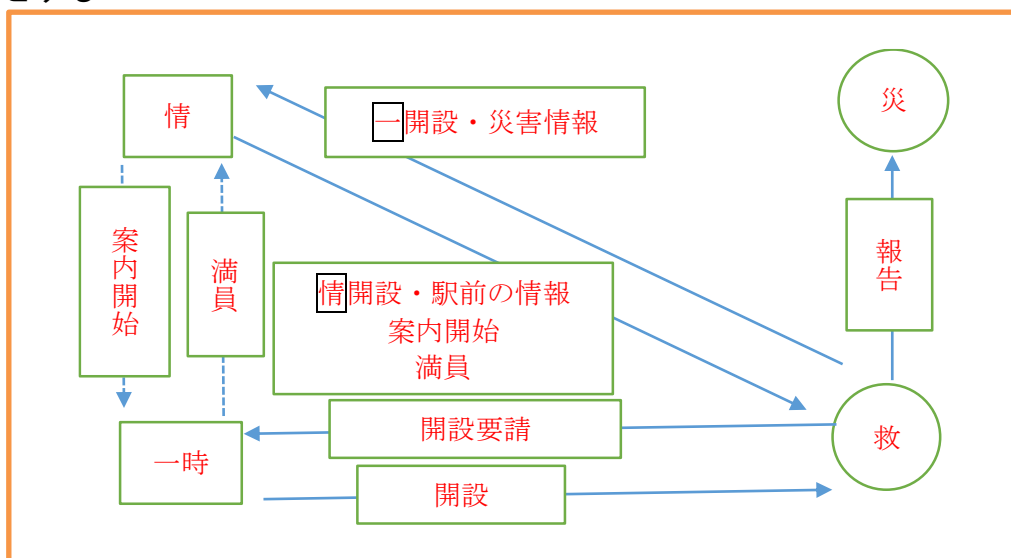 情
一開設・災害情報
災
案内開始
満員
報告
情開設・駅前の情報
案内開始
満員
開設要請
救
一時
開設